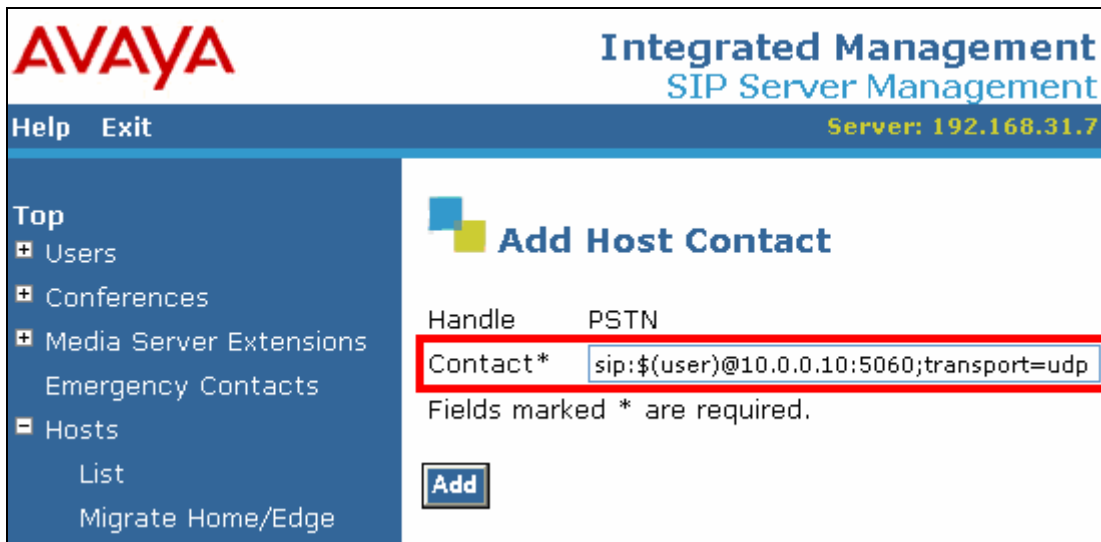 AVAYA
Integrated Management
SIP Server Management
Help Exit
Server: 192.168.31.7
Top
Users
Conferences
Media Server Extensions
Emergency Contacts
Hosts
List
Migrate Home/Edge
Add Host Contact
Handle PSTN
Contact* sip:$(user)@10.0.0.10:5060;transport=udp
Fields marked * are required.
Add